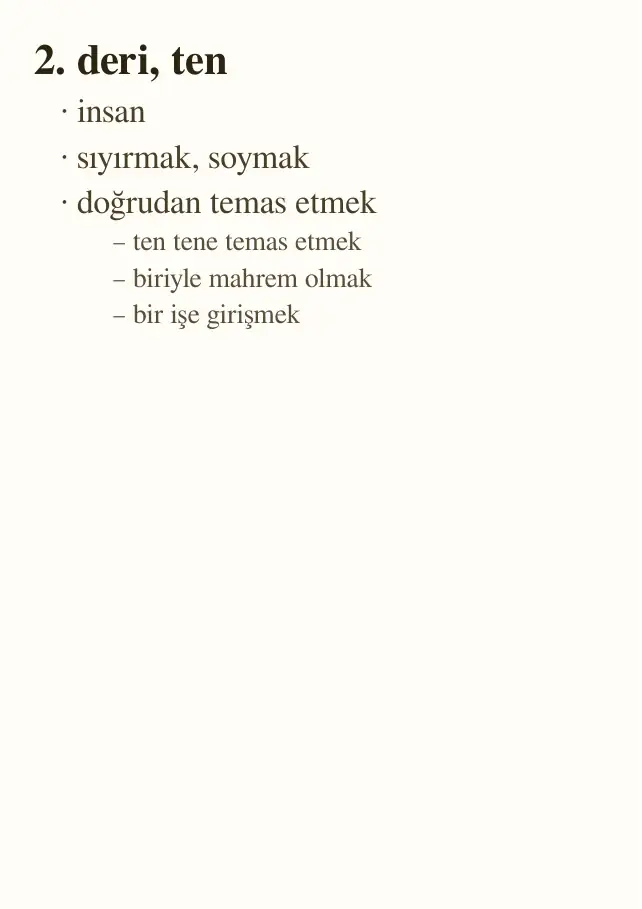 2. deri, ten
· insan
· sıyırmak, soymak
· doğrudan temas etmek
– ten tene temas etmek
– biriyle mahrem olmak
– bir işe girişmek